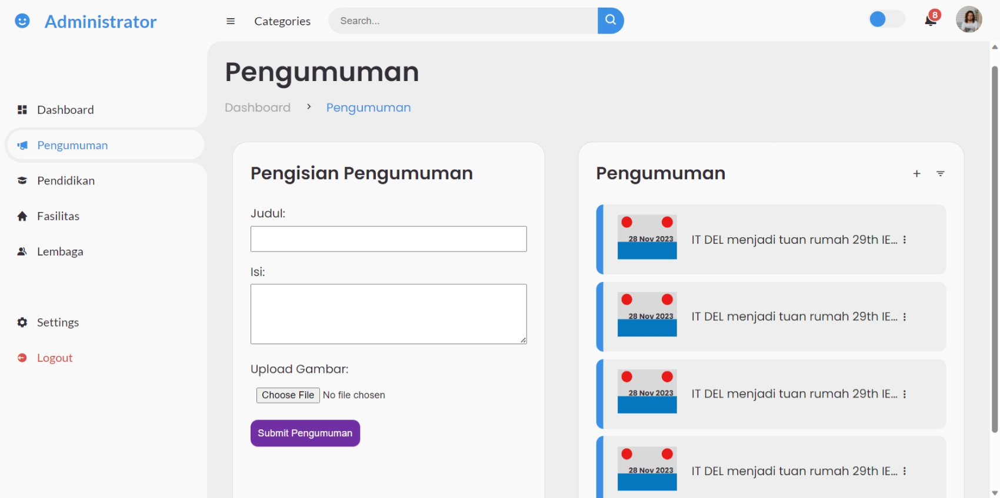 Administrator
Categories
Search...
8
Dashboard
Pengumuman
Pendidikan
Fasilitas
Lembaga
Settings
Logout
Pengumuman
Dashboard > Pengumuman
Pengisian Pengumuman
Judul:
Isi:
Upload Gambar:
Choose File No file chosen
Submit Pengumuman
Pengumuman
28 Nov 2023
IT DEL menjadi tuan rumah 29th IE...
28 Nov 2023
IT DEL menjadi tuan rumah 29th IE...
28 Nov 2023
IT DEL menjadi tuan rumah 29th IE...
28 Nov 2023
IT DEL menjadi tuan rumah 29th IE...